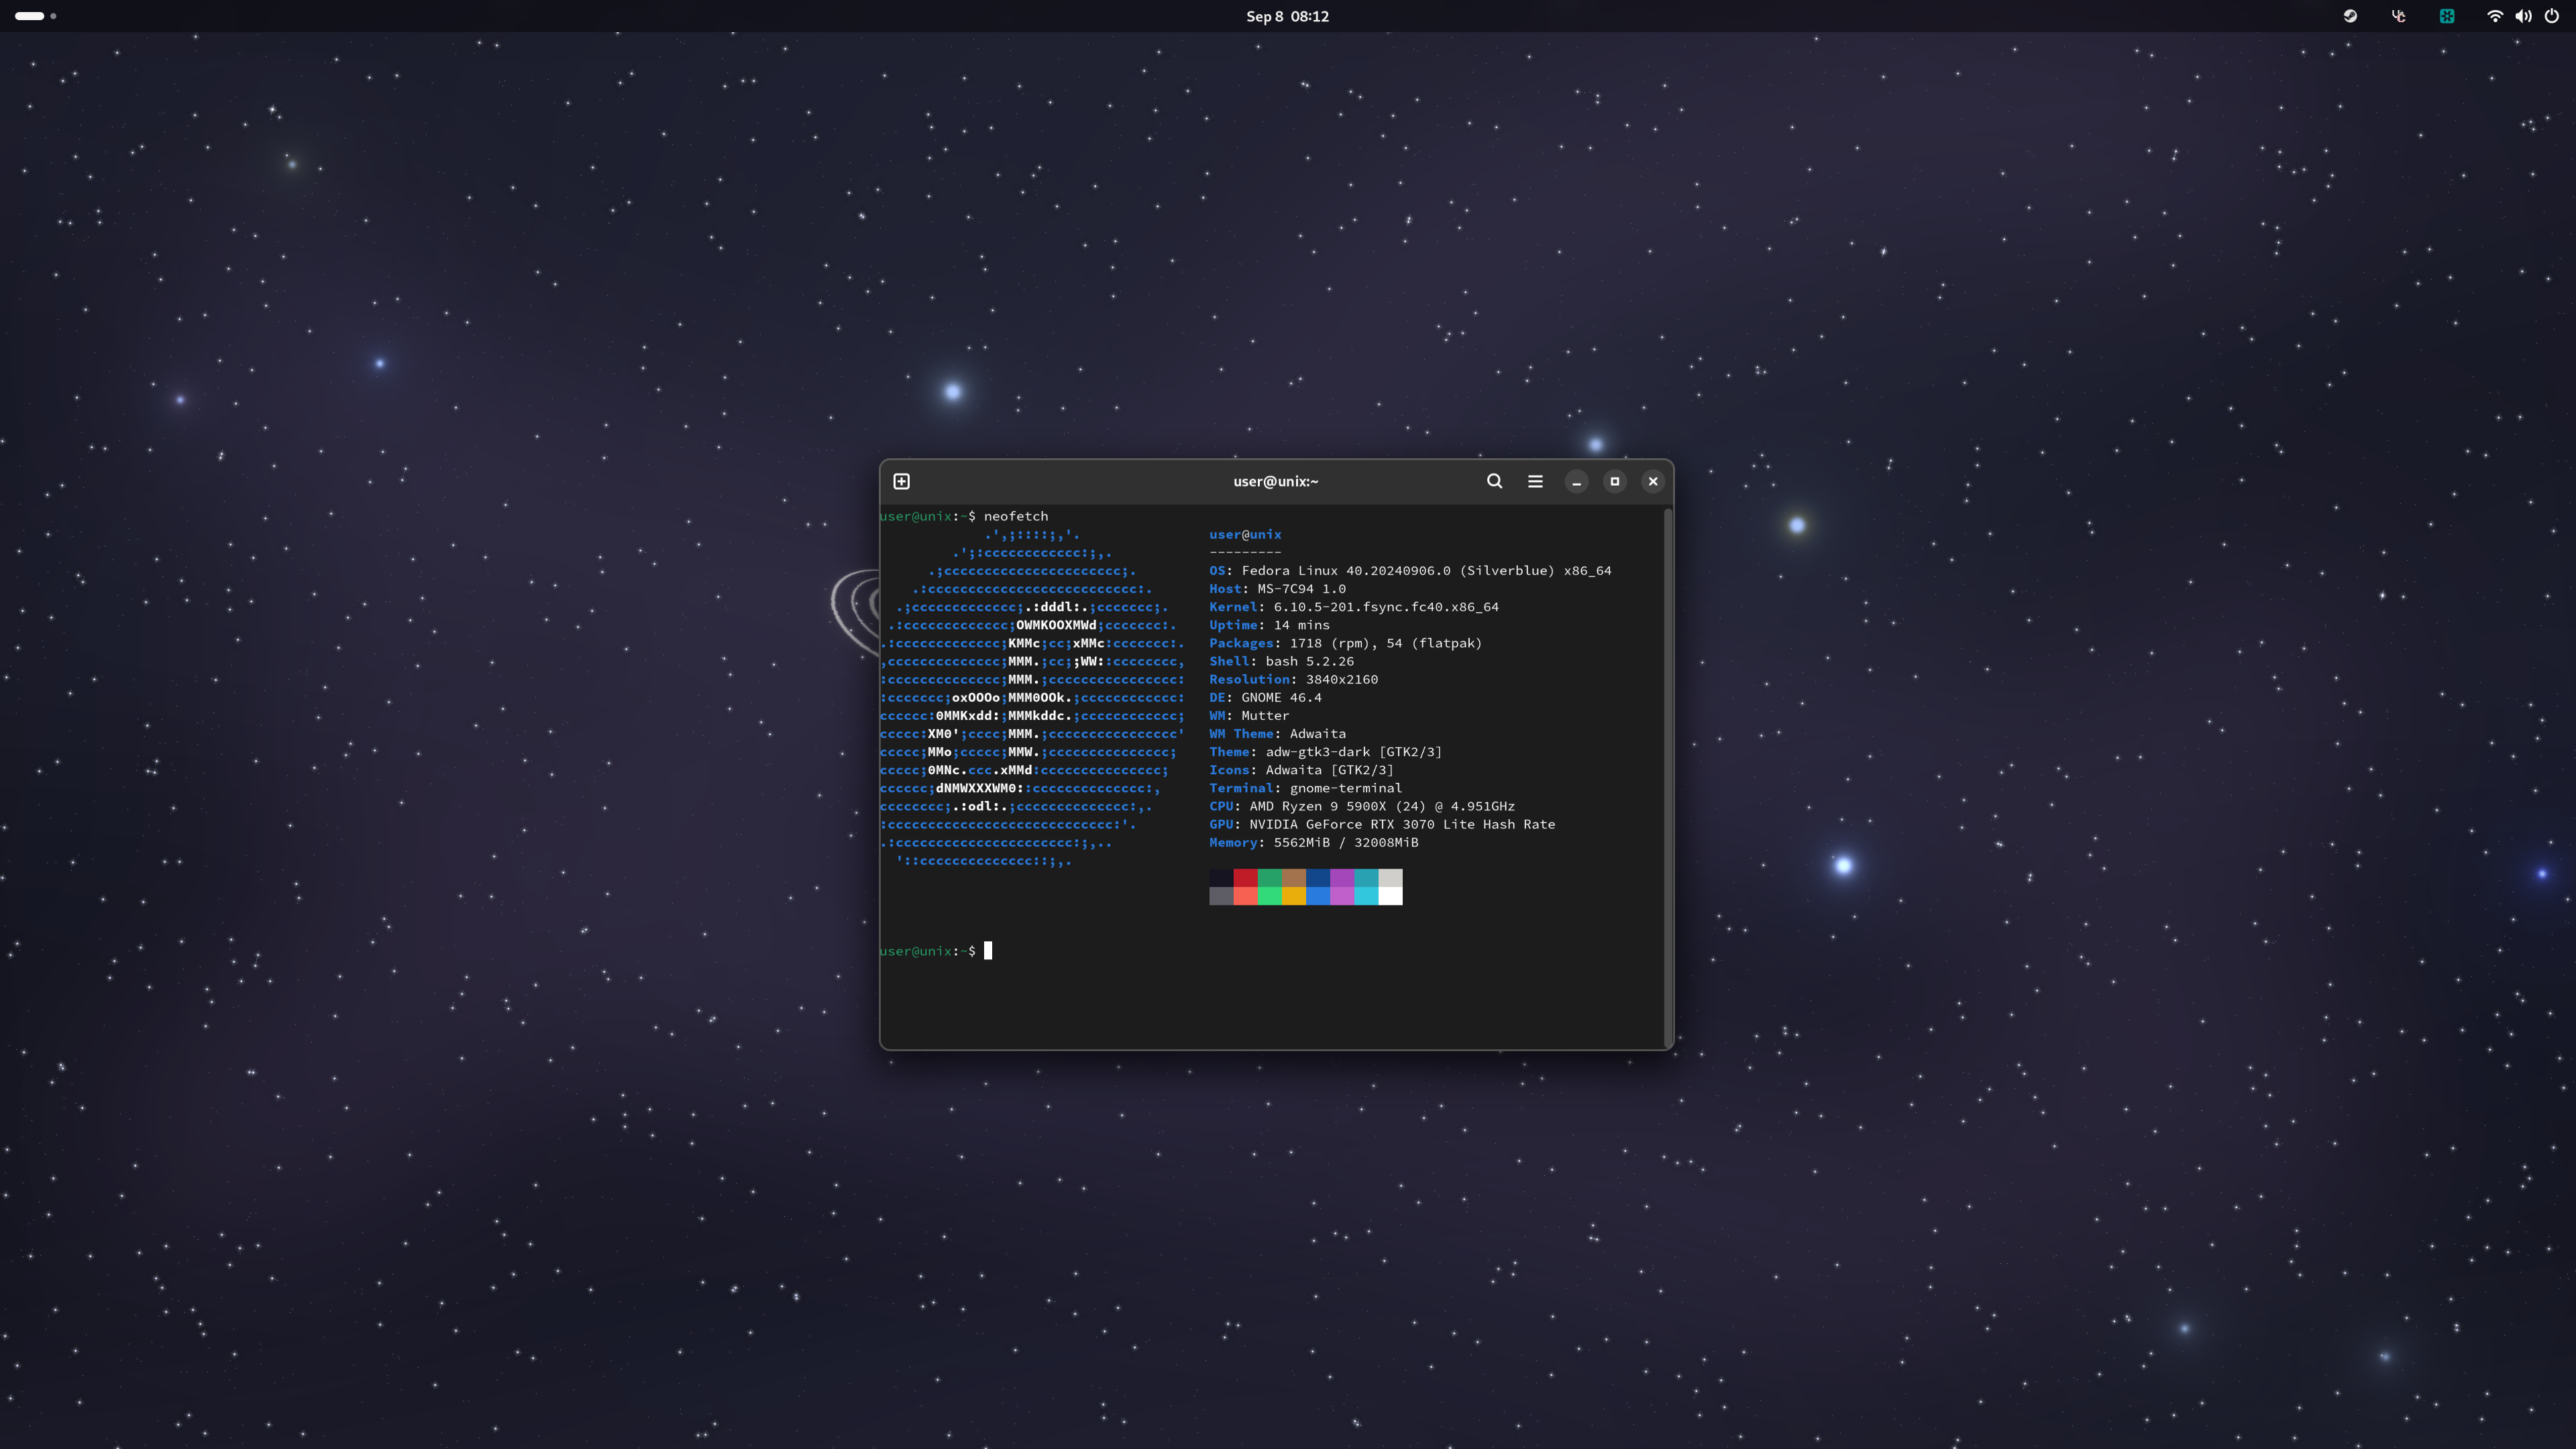 Sep 8 08:12
user@unix:~
user@unix:~$ neofetch
.',;::::;,'.
user@unix
.';:cccccccccccc:;,.
---------
.;cccccccccccccccccccccc;.
OS: Fedora Linux 40.20240906.0 (Silverblue) x86_64
.:cccccccccccccccccccccccccc:.
Host: MS-7C94 1.0
.;ccccccccccccc;.:dddl:.;ccccccc;.
Kernel: 6.10.5-201.fsync.fc40.x86_64
.:ccccccccccccc;OWMKOOXMWd;ccccccc:.
Uptime: 14 mins
.:ccccccccccccc;KMMc;cc;xMMc:ccccccc:.
Packages: 1718 (rpm), 54 (flatpak)
,cccccccccccccc;MMM.;cc;;WW::cccccccc,
Shell: bash 5.2.26
:cccccccccccccc;MMM.;cccccccccccccccc:
Resolution: 3840x2160
:ccccccc;oxOOOo;MMM0OOk.;cccccccccccc:
DE: GNOME 46.4
cccccc:0MMKxdd:;MMMkddc.;cccccccccccc;
WM: Mutter
ccccc:XM0';cccc;MMM.;cccccccccccccccc'
WM Theme: Adwaita
ccccc;MMo;ccccc;MMW.;ccccccccccccccc;
Theme: adw-gtk3-dark [GTK2/3]
ccccc;0MNc.ccc.xMMd:ccccccccccccccc;
Icons: Adwaita [GTK2/3]
cccccc;dNMWXXXWM0::cccccccccccccc:,
Terminal: gnome-terminal
cccccccc;.:odl:.;cccccccccccccc:,.
CPU: AMD Ryzen 9 5900X (24) @ 4.951GHz
:cccccccccccccccccccccccccccc:'.
GPU: NVIDIA GeForce RTX 3070 Lite Hash Rate
.:cccccccccccccccccccccc:;,..
Memory: 5562MiB / 32008MiB
'::cccccccccccccc::;,.
user@unix:~$